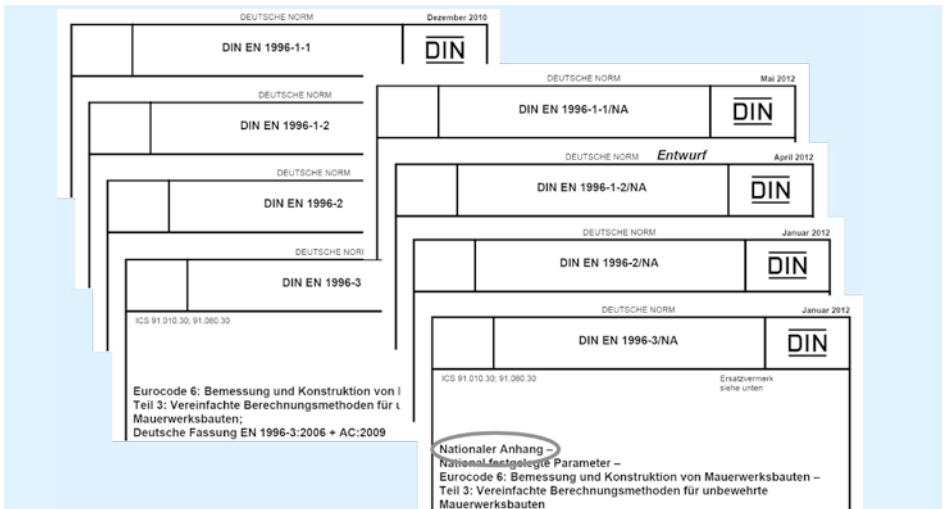 DEUTSCHE NORM
Dezember 2010
DIN EN 1996-1-1
DIN
DEUTSCHE NORM
DIN EN 1996-1-2
DEUTSCHE NORM
DIN EN 1996-2
DEUTSCHE NORM
DIN EN 1996-3
ICS 91.010.30; 91.080.30
Eurocode 6: Bemessung und Konstruktion von
Teil 3: Vereinfachte Berechnungsmethoden für
Mauerwerksbauten;
Deutsche Fassung EN 1996-3:2006 + AC:2009
DEUTSCHE NORM
Mai 2012
DIN EN 1996-1-1/NA
DIN
DEUTSCHE NORM Entwurf
April 2012
DIN EN 1996-1-2/NA
DIN
DEUTSCHE NORM
Januar 2012
DIN EN 1996-2/NA
DIN
DEUTSCHE NORM
Januar 2012
DIN EN 1996-3/NA
DIN
ICS 91.010.30; 91.080.30
Ersatzvermerk
siehe unten
Nationaler Anhang –
National festgelegte Parameter –
Eurocode 6: Bemessung und Konstruktion von Mauerwerksbauten –
Teil 3: Vereinfachte Berechnungsmethoden für unbewehrte
Mauerwerksbauten